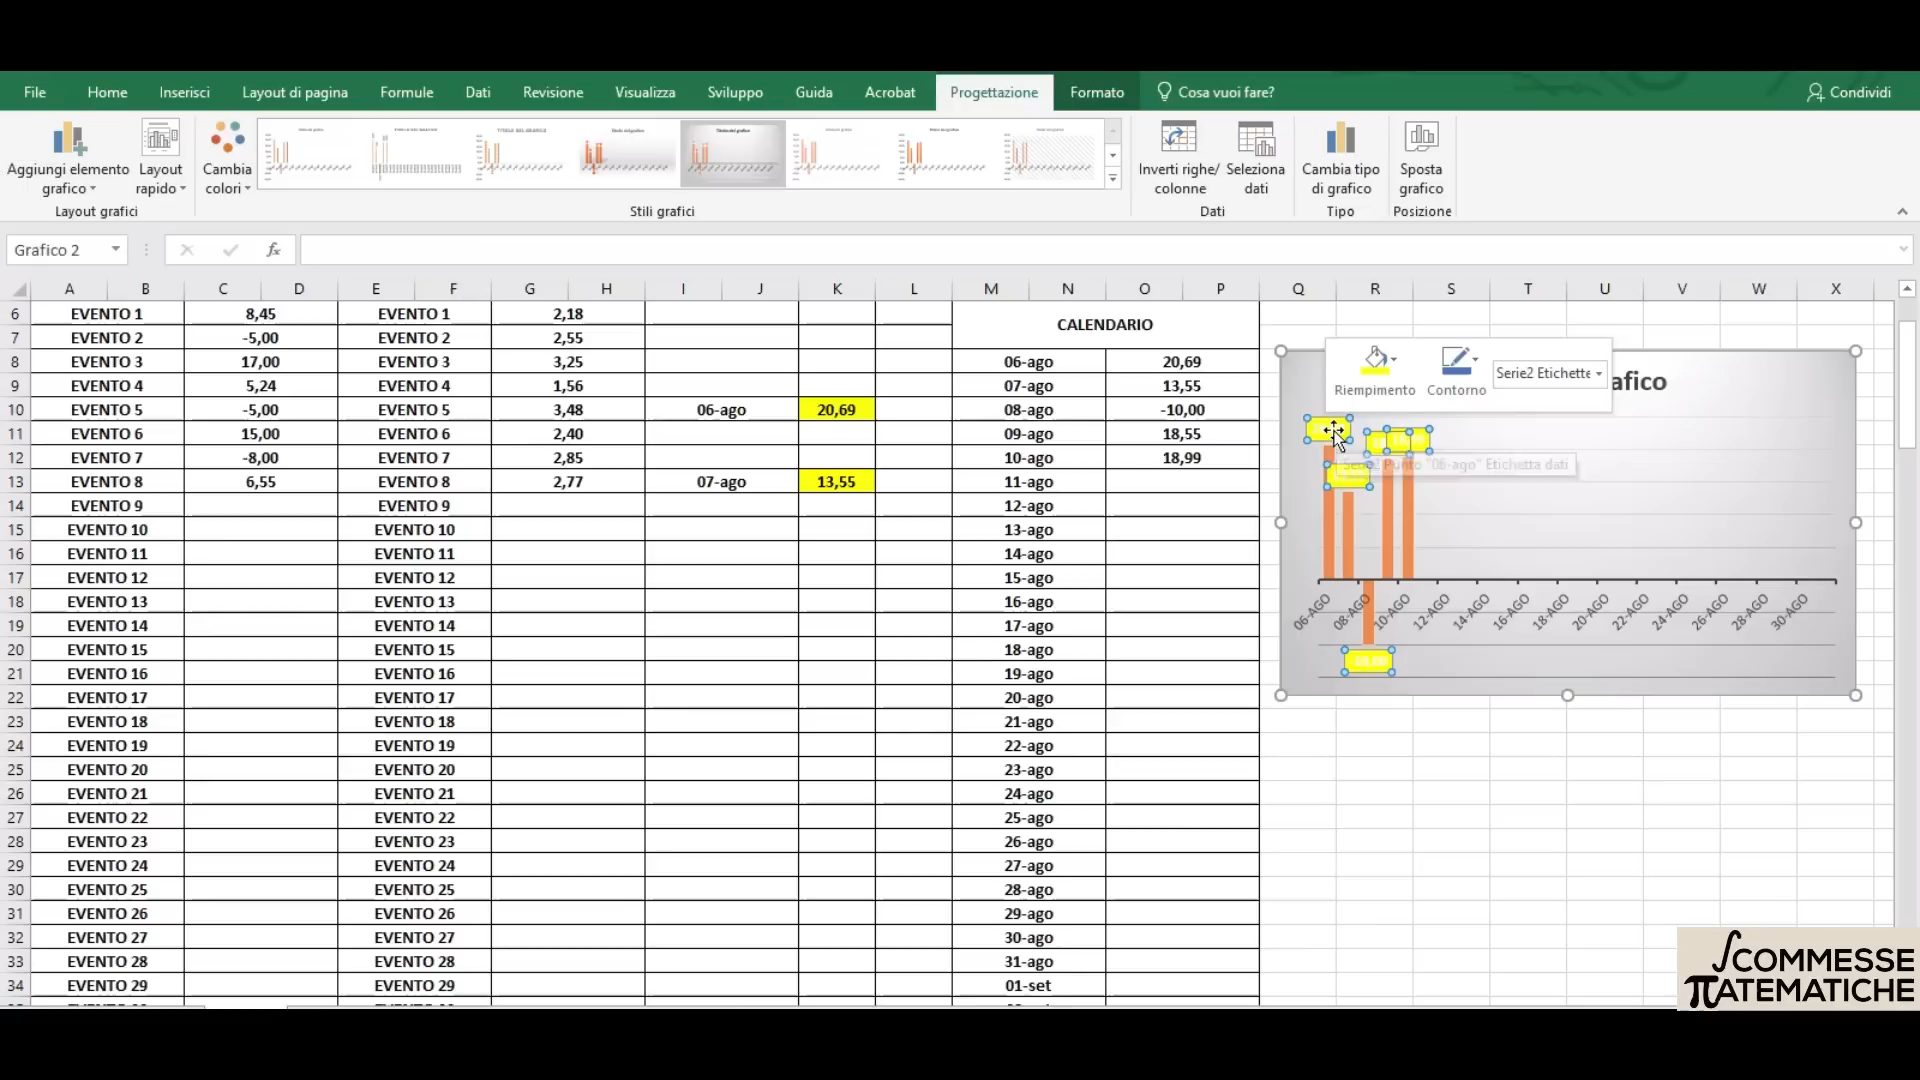 File Home Inserisci Layout di pagina Formule Dati Revisione Visualizza Sviluppo Guida Acrobat Progettazione Formato Cosa vuoi fare? Condividi
Aggiungi elemento grafico
Layout rapido
Cambia colori
Inverti righe/ colonne
Seleziona dati
Cambia tipo di grafico
Sposta grafico
Layout grafici Stili grafici Dati Tipo Posizione
Grafico 2 fx
A B C D E F G H I J K L M N O P Q R S T U V W X
6 EVENTO 1 8,45 EVENTO 1 2,18
CALENDARIO
7 EVENTO 2 -5,00 EVENTO 2 2,55
8 EVENTO 3 17,00 EVENTO 3 3,25 06-ago 20,69
9 EVENTO 4 5,24 EVENTO 4 1,56 07-ago 13,55
10 EVENTO 5 -5,00 EVENTO 5 3,48 06-ago 20,69 08-ago -10,00
11 EVENTO 6 15,00 EVENTO 6 2,40 09-ago 18,55
12 EVENTO 7 -8,00 EVENTO 7 2,85 10-ago 18,99
13 EVENTO 8 6,55 EVENTO 8 2,77 07-ago 13,55 11-ago
14 EVENTO 9 EVENTO 9 12-ago
15 EVENTO 10 EVENTO 10 13-ago
16 EVENTO 11 EVENTO 11 14-ago
17 EVENTO 12 EVENTO 12 15-ago
18 EVENTO 13 EVENTO 13 16-ago
19 EVENTO 14 EVENTO 14 17-ago
20 EVENTO 15 EVENTO 15 18-ago
21 EVENTO 16 EVENTO 16 19-ago
22 EVENTO 17 EVENTO 17 20-ago
23 EVENTO 18 EVENTO 18 21-ago
24 EVENTO 19 EVENTO 19 22-ago
25 EVENTO 20 EVENTO 20 23-ago
26 EVENTO 21 EVENTO 21 24-ago
27 EVENTO 22 EVENTO 22 25-ago
28 EVENTO 23 EVENTO 23 26-ago
29 EVENTO 24 EVENTO 24 27-ago
30 EVENTO 25 EVENTO 25 28-ago
31 EVENTO 26 EVENTO 26 29-ago
32 EVENTO 27 EVENTO 27 30-ago
33 EVENTO 28 EVENTO 28 31-ago
34 EVENTO 29 EVENTO 29 01-set
Riempimento Contorno Serie2 Etichette
afico
Punto "06-ago" Etichetta dati
06-AGO 08-AGO 10-AGO 12-AGO 14-AGO 16-AGO 18-AGO 20-AGO 22-AGO 24-AGO 26-AGO 28-AGO 30-AGO
∫COMMESSE
πATEMATICHE